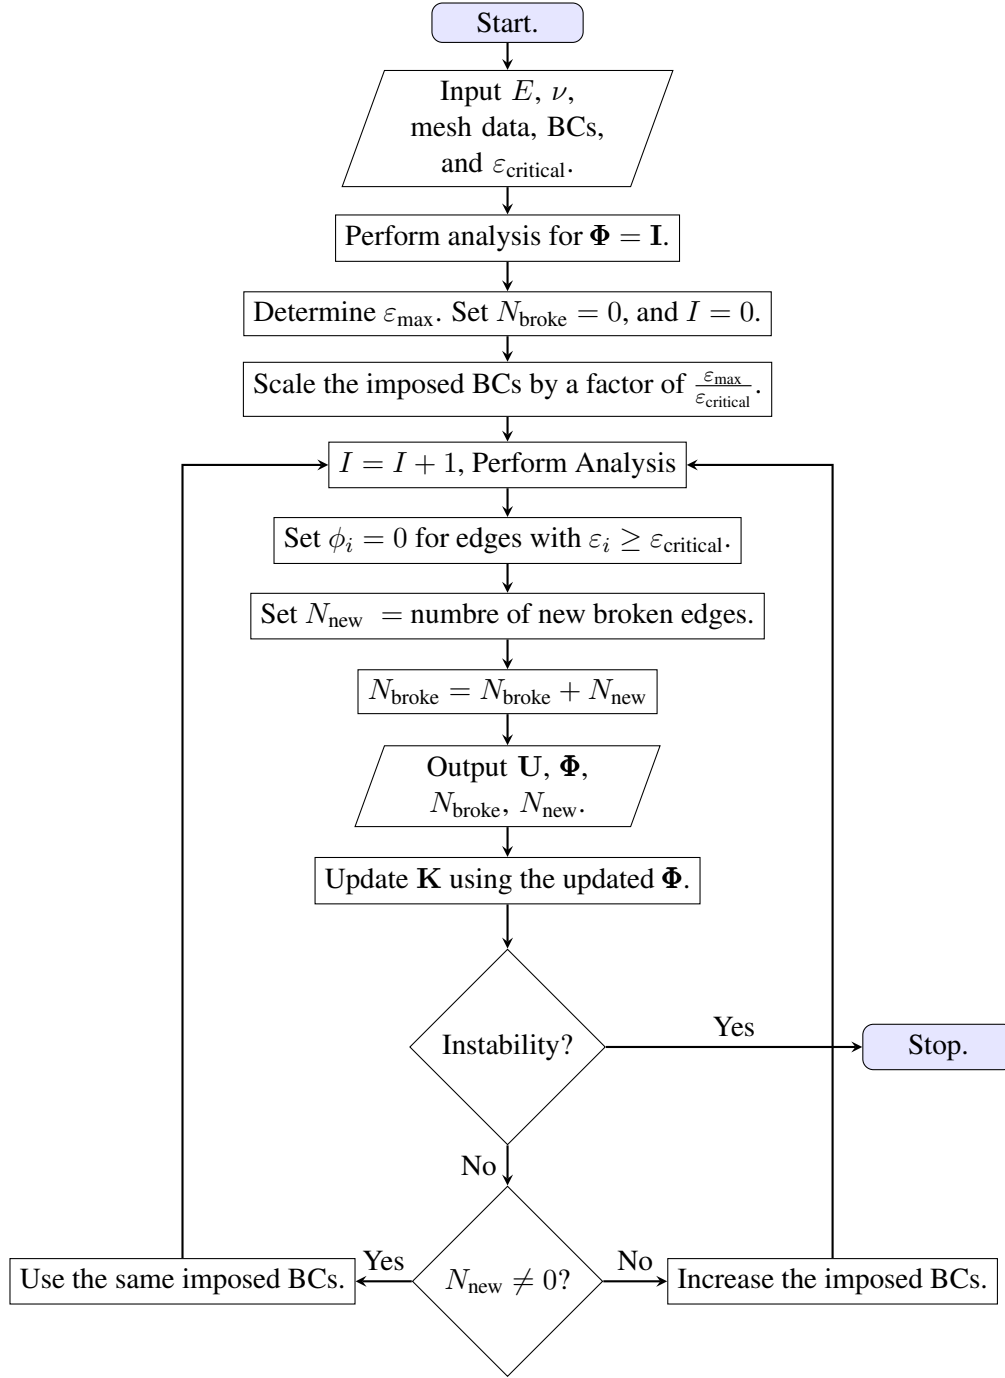 Start.
Input E, ν,
mesh data, BCs,
and ε_critical.
Perform analysis for Φ = I.
Determine ε_max. Set N_broke = 0, and I = 0.
Scale the imposed BCs by a factor of ε_max/ε_critical.
I = I + 1, Perform Analysis
Set ϕ_i = 0 for edges with ε_i ≥ ε_critical.
Set N_new = numbre of new broken edges.
N_broke = N_broke + N_new
Output U, Φ,
N_broke, N_new.
Update K using the updated Φ.
Instability?
Yes
Stop.
No
Use the same imposed BCs.
Yes
N_new ≠ 0?
No
Increase the imposed BCs.